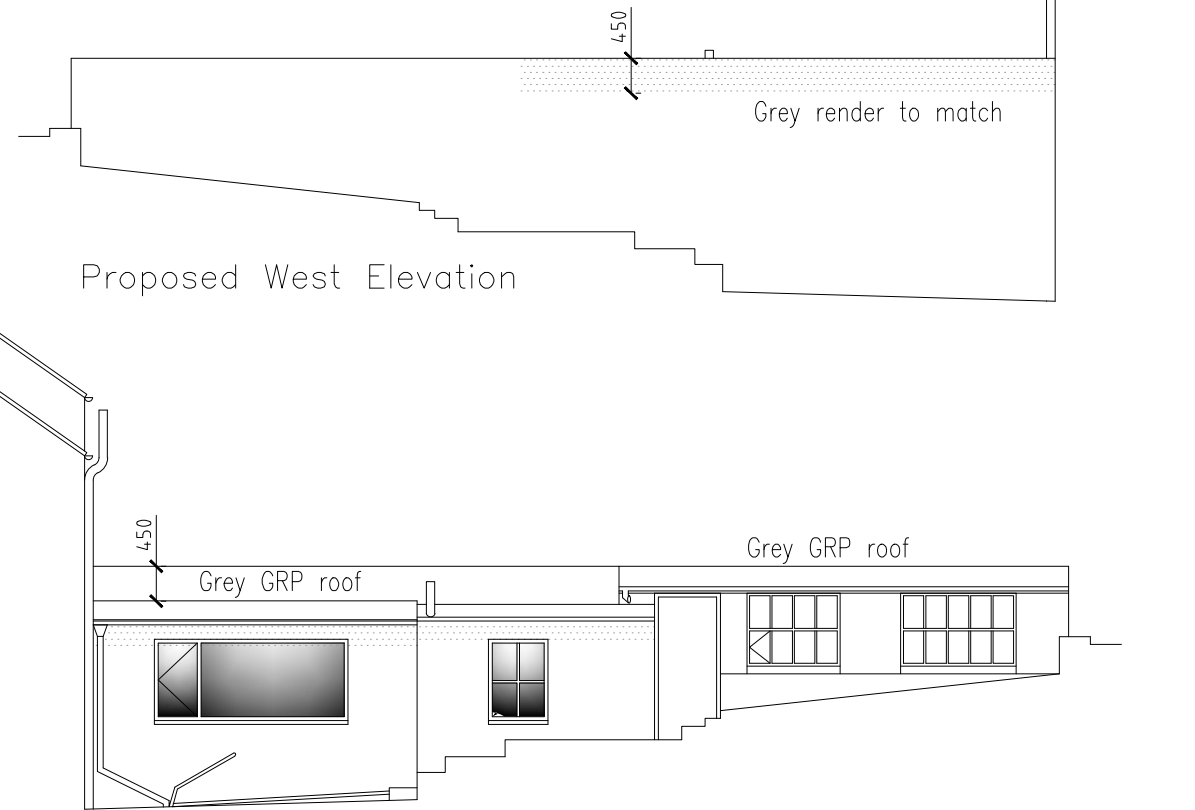 450
Grey render to match
Proposed West Elevation
450
Grey GRP roof
Grey GRP roof